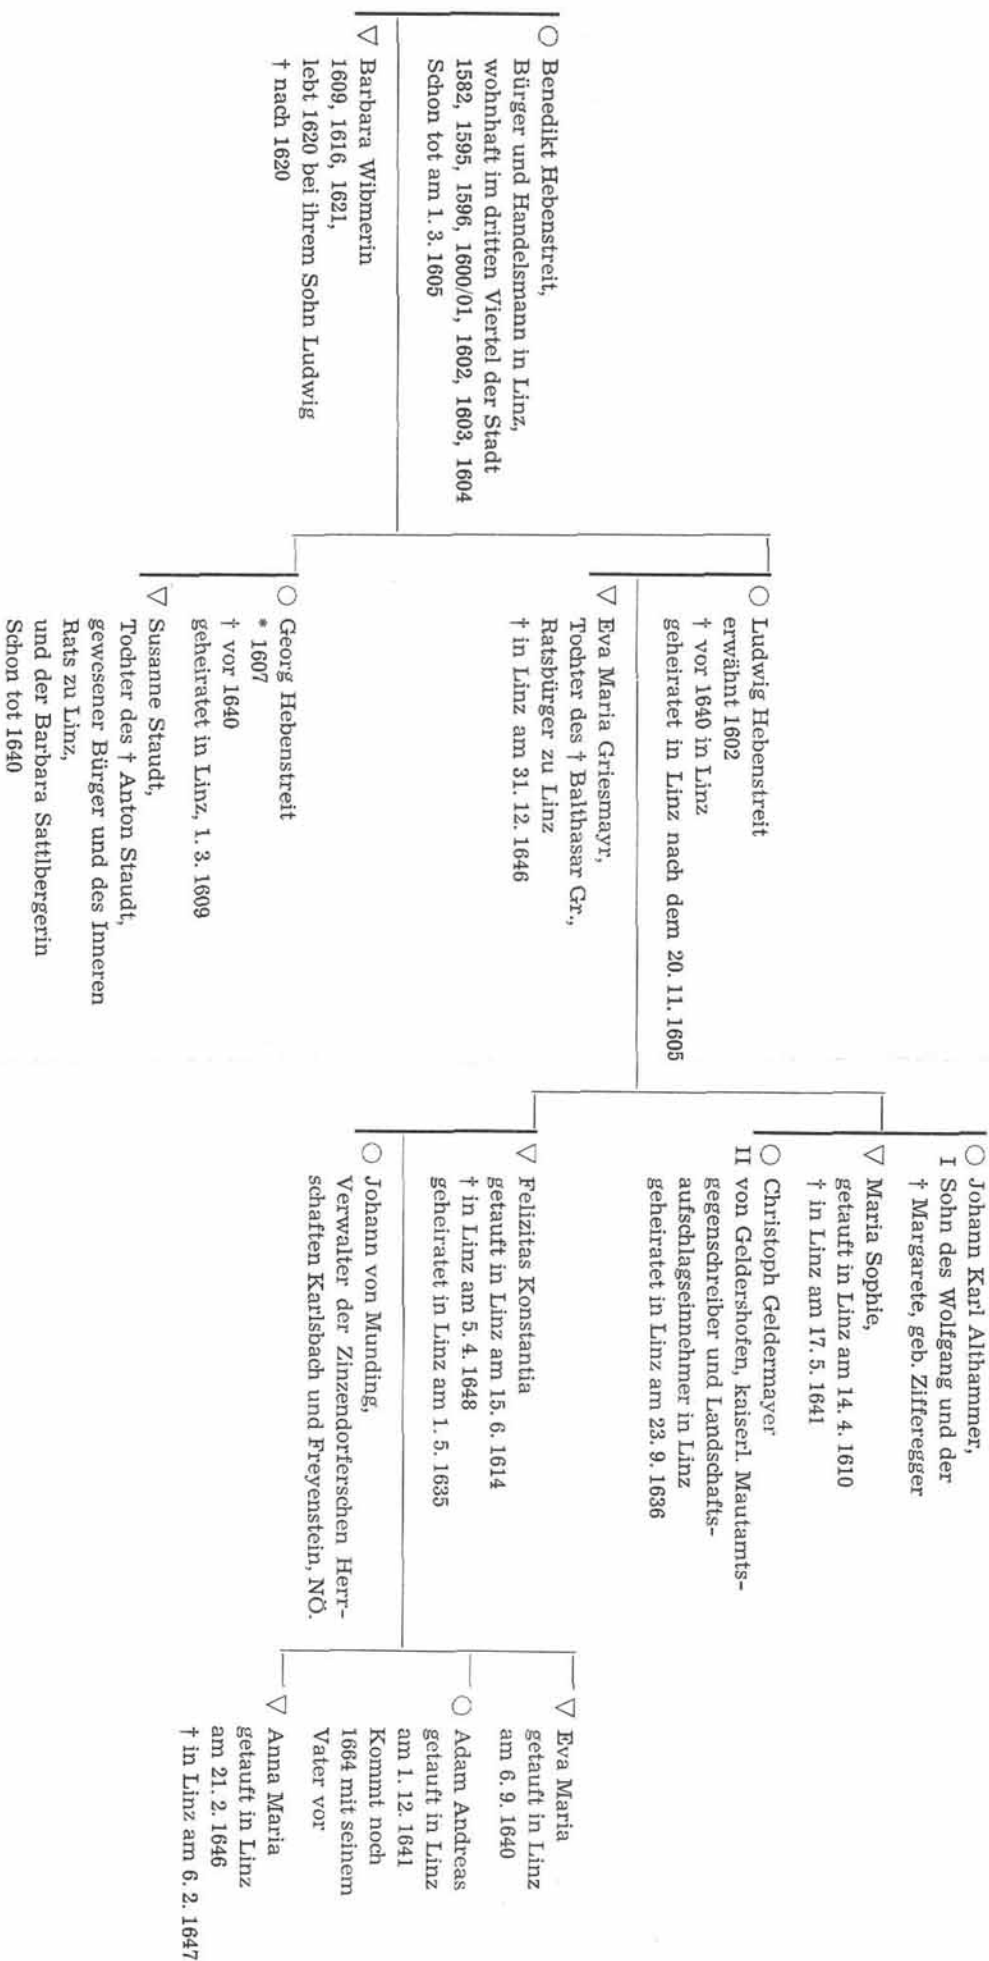 ○ Benedikt Hebenstreit,
Bürger und Handelsmann in Linz,
wohnhaft im dritten Viertel der Stadt
1582, 1595, 1596, 1600/01, 1602, 1603, 1604
Schon tot am 1. 3. 1605
▽ Barbara Wibmerin
1609, 1616, 1621,
lebt 1620 bei ihrem Sohn Ludwig
† nach 1620
○ Ludwig Hebenstreit
erwähnt 1602
† vor 1640 in Linz
geheiratet in Linz nach dem 20. 11. 1605
▽ Eva Maria Griesmayr,
Tochter des † Balthasar Gr.,
Ratsbürger zu Linz
† in Linz am 31. 12. 1646
○ Georg Hebenstreit
* 1607
† vor 1640
geheiratet in Linz, 1. 3. 1609
▽ Susanne Staudt,
Tochter des † Anton Staudt,
gewesener Bürger und des Inneren
Rats zu Linz,
und der Barbara Sattlbergerin
Schon tot 1640
○ Johann Karl Althammer,
I Sohn des Wolfgang und der
† Margarete, geb. Zifferegger
▽ Maria Sophie,
getauft in Linz am 14. 4. 1610
† in Linz am 17. 5. 1641
○ Christoph Geldermayer
II von Geldershofen, kaiserl. Mautamts-
gegenschreiber und Landschafts-
aufschlagseinnehmer in Linz
geheiratet in Linz am 23. 9. 1636
▽ Felizitas Konstantia
getauft in Linz am 15. 6. 1614
† in Linz am 5. 4. 1648
geheiratet in Linz am 1. 5. 1635
○ Johann von Munding,
Verwalter der Zinzendorferschen Herr-
schaften Karlsbach und Freyenstein, NÖ.
▽ Eva Maria
getauft in Linz
am 6. 9. 1640
○ Adam Andreas
getauft in Linz
am 1. 12. 1641
Kommt noch
1664 mit seinem
Vater vor
▽ Anna Maria
getauft in Linz
am 21. 2. 1646
† in Linz am 6. 2. 1647